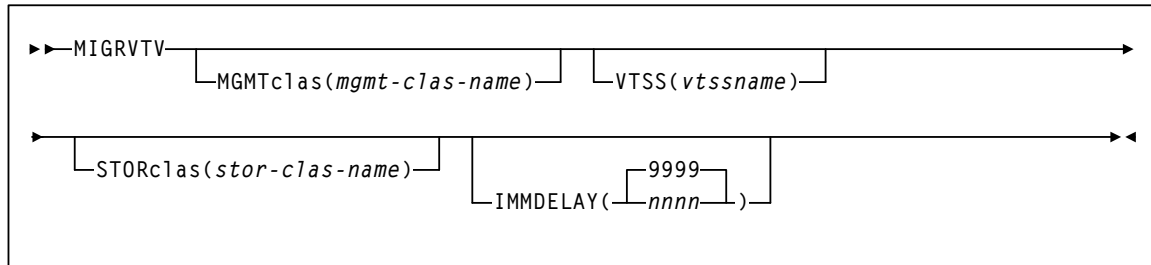 MIGRVTV
MGMTclas(mgmt-clas-name)
VTSS(vtssname)
STORclas(stor-clas-name)
9999
IMMDELAY(nnnn)